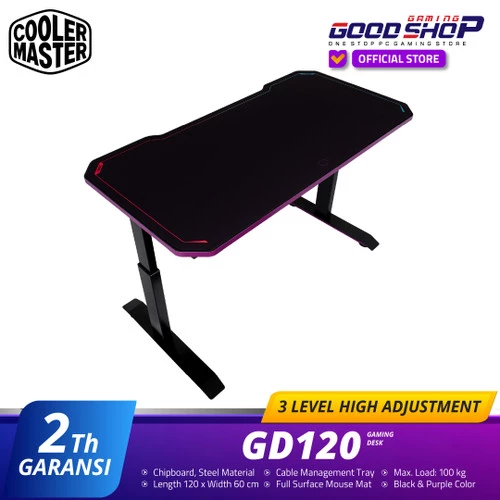 COOLER
MASTER
GAMING
GOODSHOP
ONE STOP PC GAMING STORE
OFFICIAL STORE
3 LEVEL HIGH ADJUSTMENT
2Th
GARANSI
GD120 GAMING
DESK
• Chipboard, Steel Material • Cable Management Tray • Max. Load: 100 kg
• Length 120 x Width 60 cm • Full Surface Mouse Mat • Black & Purple Color